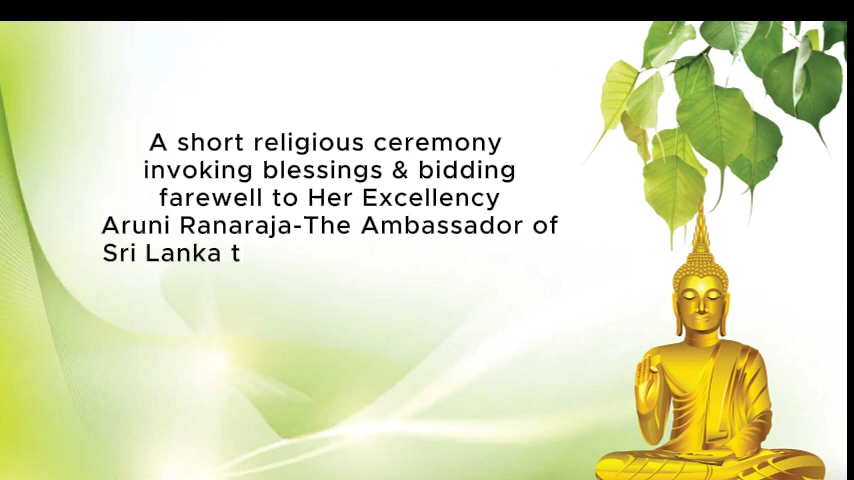 A short religious ceremony
invoking blessings & bidding
farewell to Her Excellency
Aruni Ranaraja-The Ambassador of
Sri Lanka t